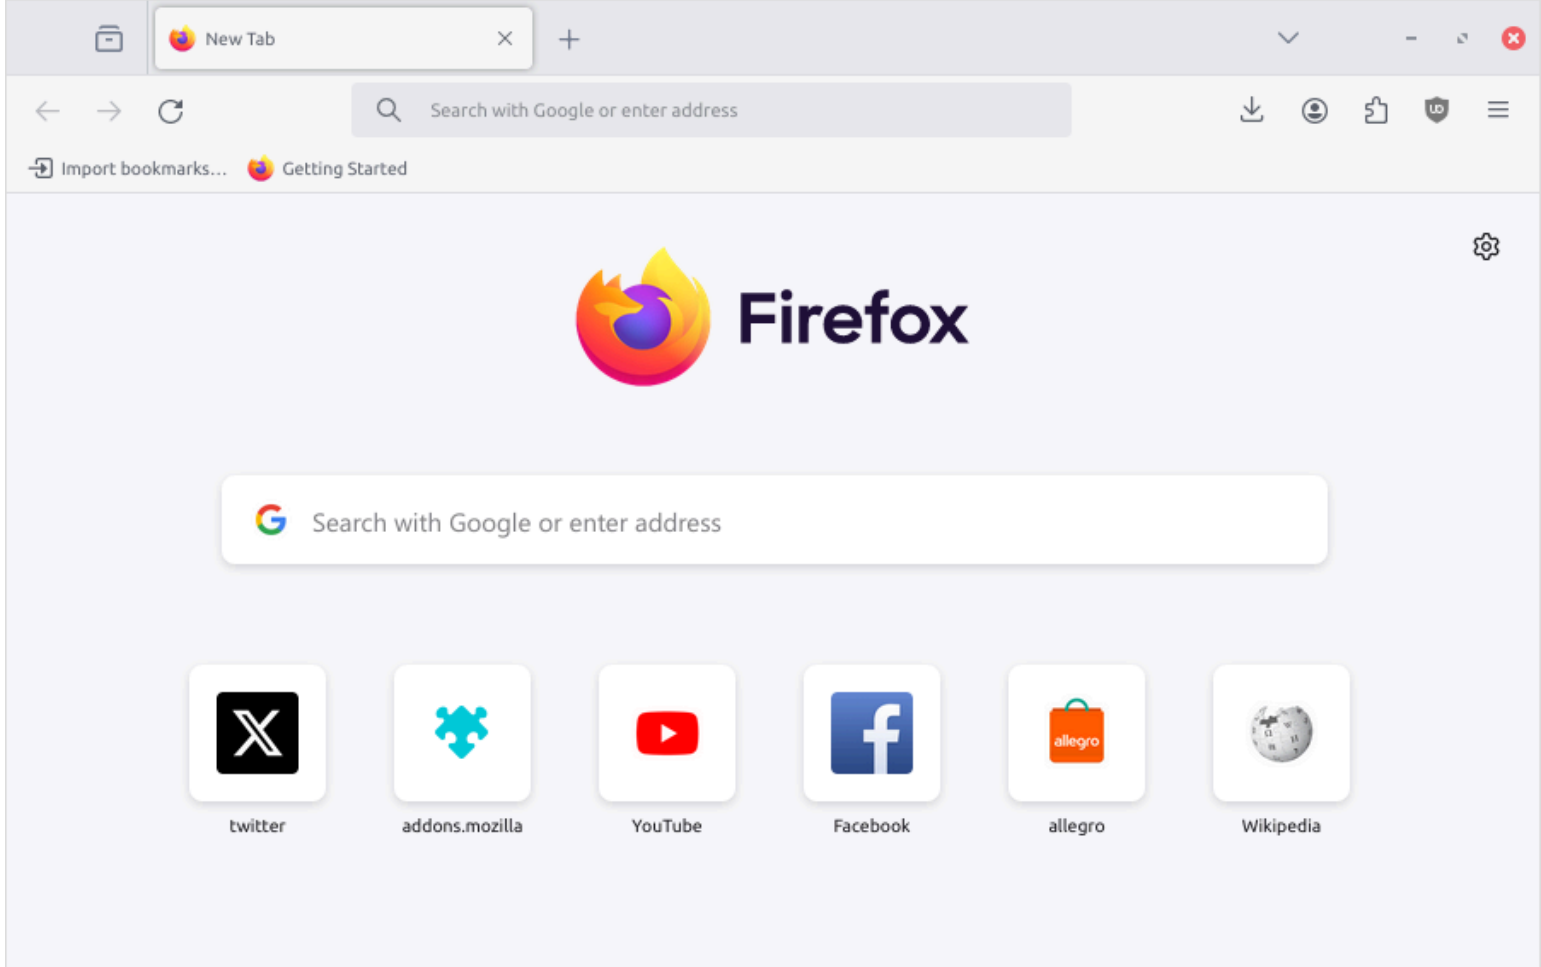 New Tab
Search with Google or enter address
Import bookmarks...
Getting Started
Firefox
Search with Google or enter address
allegro
twitter
addons.mozilla
YouTube
Facebook
allegro
Wikipedia